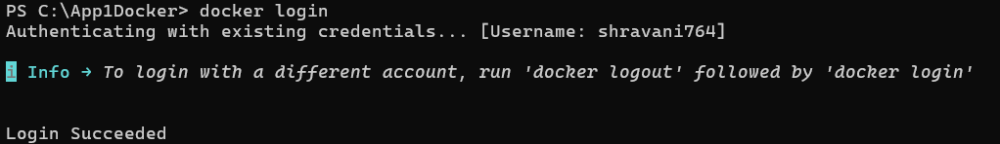 PS C:\App1Docker> docker login
Authenticating with existing credentials... [Username: shravani764]
i Info → To login with a different account, run 'docker logout' followed by 'docker login'
Login Succeeded